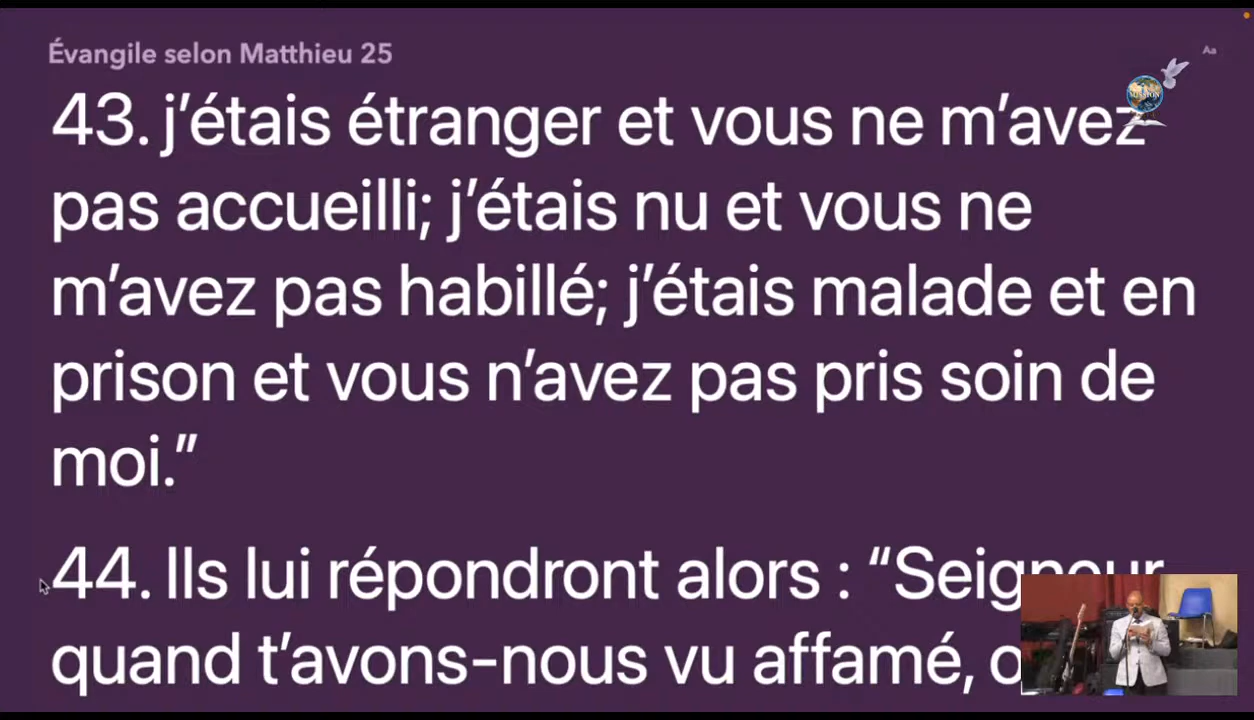 Évangile selon Matthieu 25
Aa
43. j’étais étranger et vous ne m’avez
pas accueilli; j’étais nu et vous ne
m’avez pas habillé; j’étais malade et en
prison et vous n’avez pas pris soin de
moi.”
44. Ils lui répondront alors : “Seigneur
quand t’avons-nous vu affamé, o